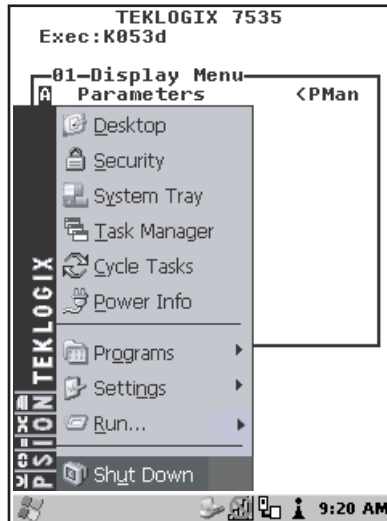 TEKLOGIX 7535
Exec:K053d
01-Display Menu
A Parameters <PMan
Desktop
Security
System Tray
Task Manager
Cycle Tasks
Power Info
Programs
Settings
Run...
Shut Down
PSION TEKLOGIX
9:20 AM